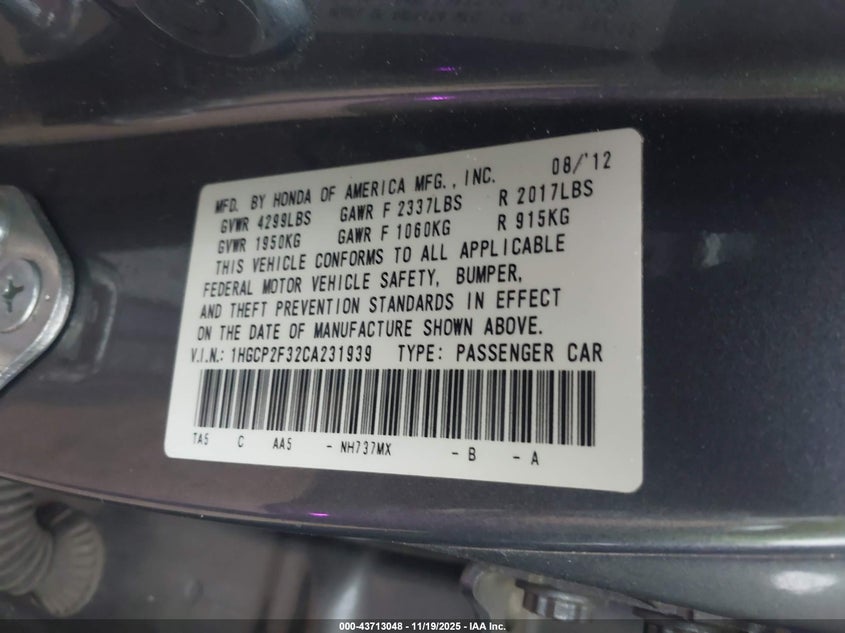 MFD. BY HONDA OF AMERICA MFG., INC. 08/'12
GVWR 4299LBS GAWR F 2337LBS R 2017LBS
GVWR 1950KG GAWR F 1060KG R 915KG
THIS VEHICLE CONFORMS TO ALL APPLICABLE
FEDERAL MOTOR VEHICLE SAFETY, BUMPER,
AND THEFT PREVENTION STANDARDS IN EFFECT
ON THE DATE OF MANUFACTURE SHOWN ABOVE.
V.I.N.: 1HGCP2F32CA231939 TYPE: PASSENGER CAR
TA5 C AA5 - NH737MX - B - A
000-43713048 - 11/19/2025 - IAA Inc.